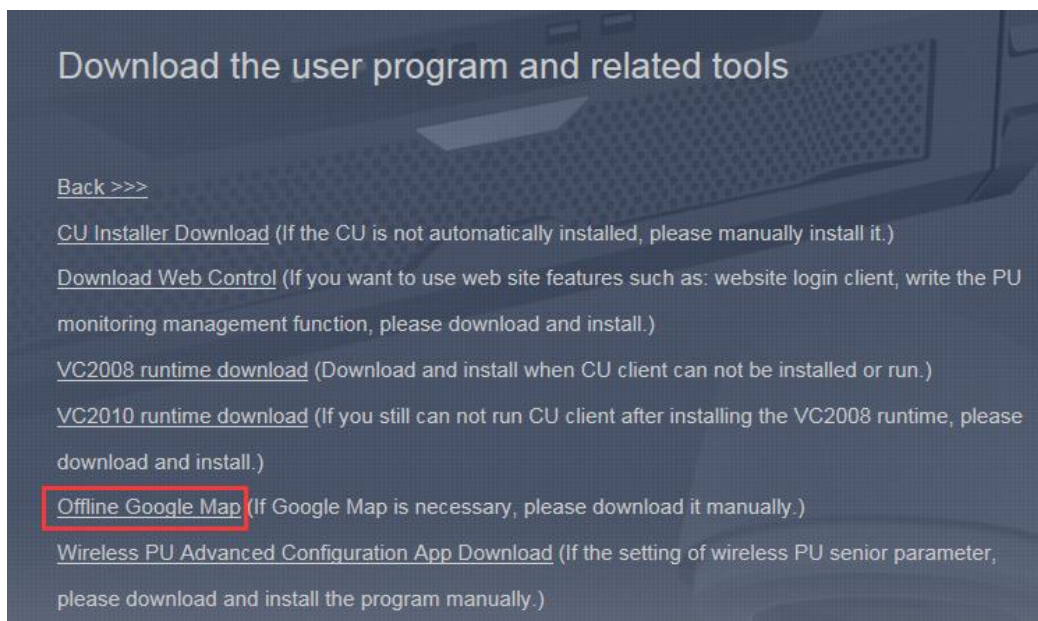 Download the user program and related tools
Back >>>
CU Installer Download (If the CU is not automatically installed, please manually install it.)
Download Web Control (If you want to use web site features such as: website login client, write the PU
monitoring management function, please download and install.)
VC2008 runtime download (Download and install when CU client can not be installed or run.)
VC2010 runtime download (If you still can not run CU client after installing the VC2008 runtime, please
download and install.)
Offline Google Map (If Google Map is necessary, please download it manually.)
Wireless PU Advanced Configuration App Download (If the setting of wireless PU senior parameter,
please download and install the program manually.)